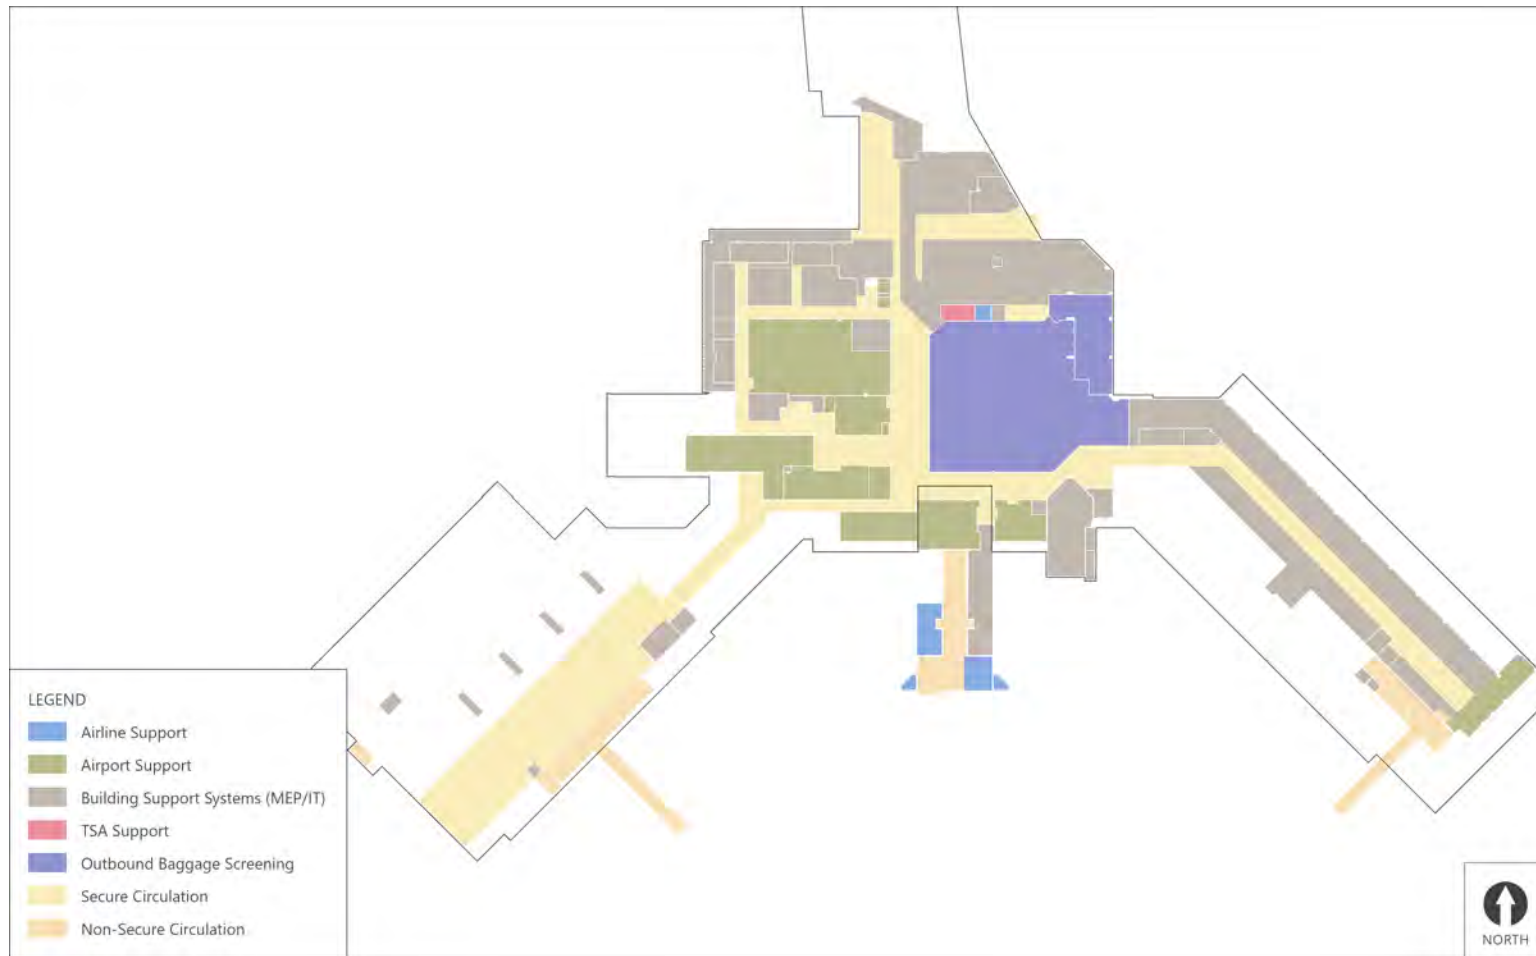 LEGEND
Airline Support
Airport Support
Building Support Systems (MEP/IT)
TSA Support
Outbound Baggage Screening
Secure Circulation
Non-Secure Circulation
NORTH